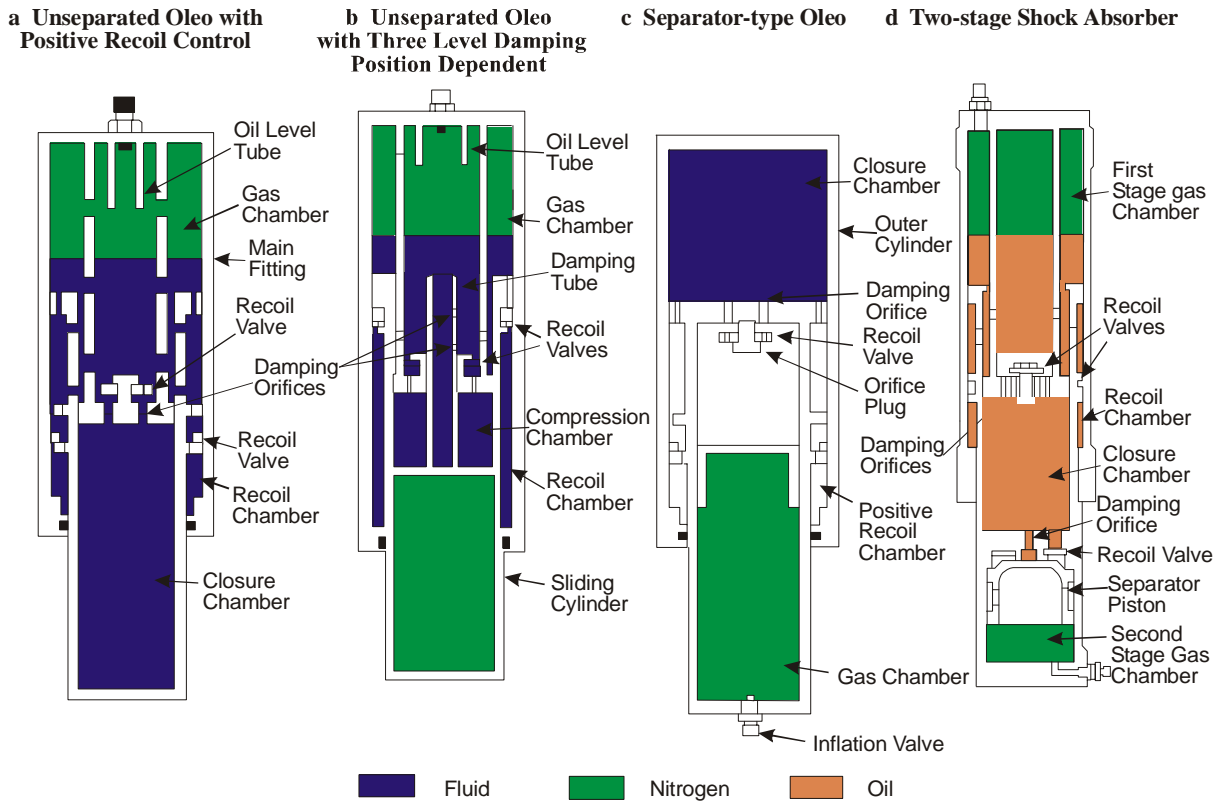 a Unseparated Oleo with
Positive Recoil Control
b Unseparated Oleo
with Three Level Damping
Position Dependent
c Separator-type Oleo
d Two-stage Shock Absorber
Oil Level
Tube
Gas
Chamber
Main
Fitting
Recoil
Valve
Damping
Orifices
Recoil
Valve
Recoil
Chamber
Closure
Chamber
Oil Level
Tube
Gas
Chamber
Damping
Tube
Recoil
Valves
Compression
Chamber
Recoil
Chamber
Sliding
Cylinder
Closure
Chamber
Outer
Cylinder
Damping
Orifice
Recoil
Valve
Orifice
Plug
Positive
Recoil
Chamber
Gas Chamber
Inflation Valve
First
Stage gas
Chamber
Recoil
Valves
Recoil
Chamber
Damping
Orifices
Closure
Chamber
Damping
Orifice
Recoil Valve
Separator
Piston
Second
Stage Gas
Chamber
Fluid
Nitrogen
Oil